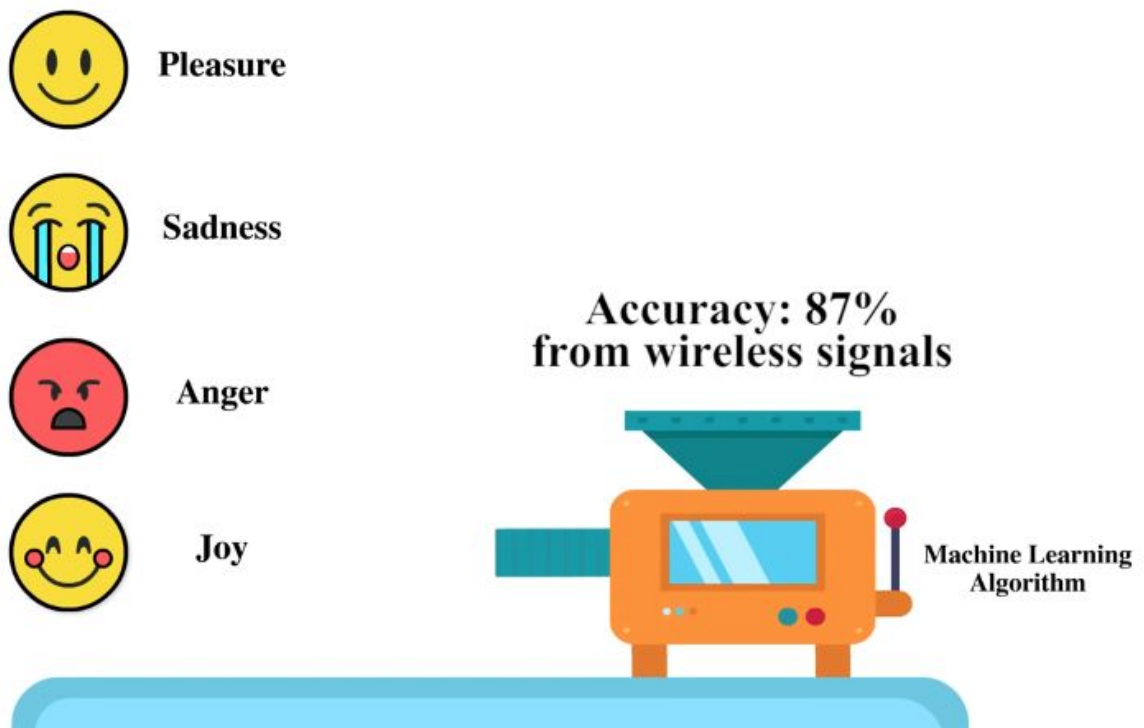 Pleasure
Sadness
Anger
Joy
Accuracy: 87%
from wireless signals
Machine Learning
Algorithm